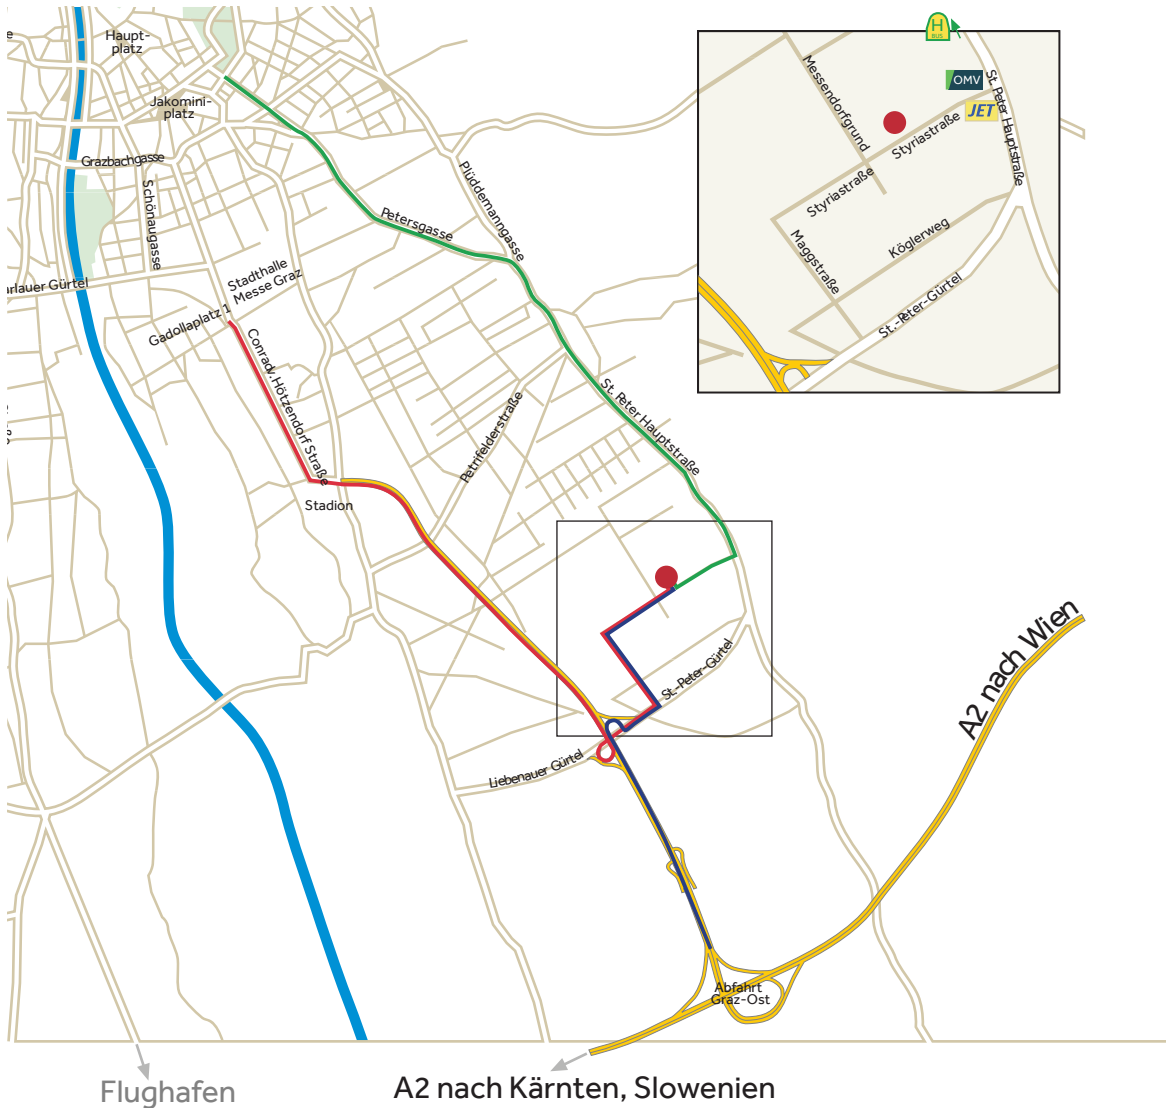 Haupt-
platz
Jakomini-
platz
Grazbachgasse
Schönaugasse
Plüddemanngasse
Petersgasse
Stadthalle
Messe Graz
Gadollaplatz 1
arlauer Gürtel
Conrad v. Hötzendorf Straße
Petrifelderstraße
St. Peter Hauptstraße
Stadion
St.-Peter-Gürtel
Liebenauer Gürtel
A2 nach Wien
Abfahrt
Graz-Ost
Flughafen
A2 nach Kärnten, Slowenien
H
BUS
OMV
JET
Messendorfgrund
St. Peter Hauptstraße
Styriastraße
Styriastraße
Maggstraße
Köglerweg
St.-Peter-Gürtel